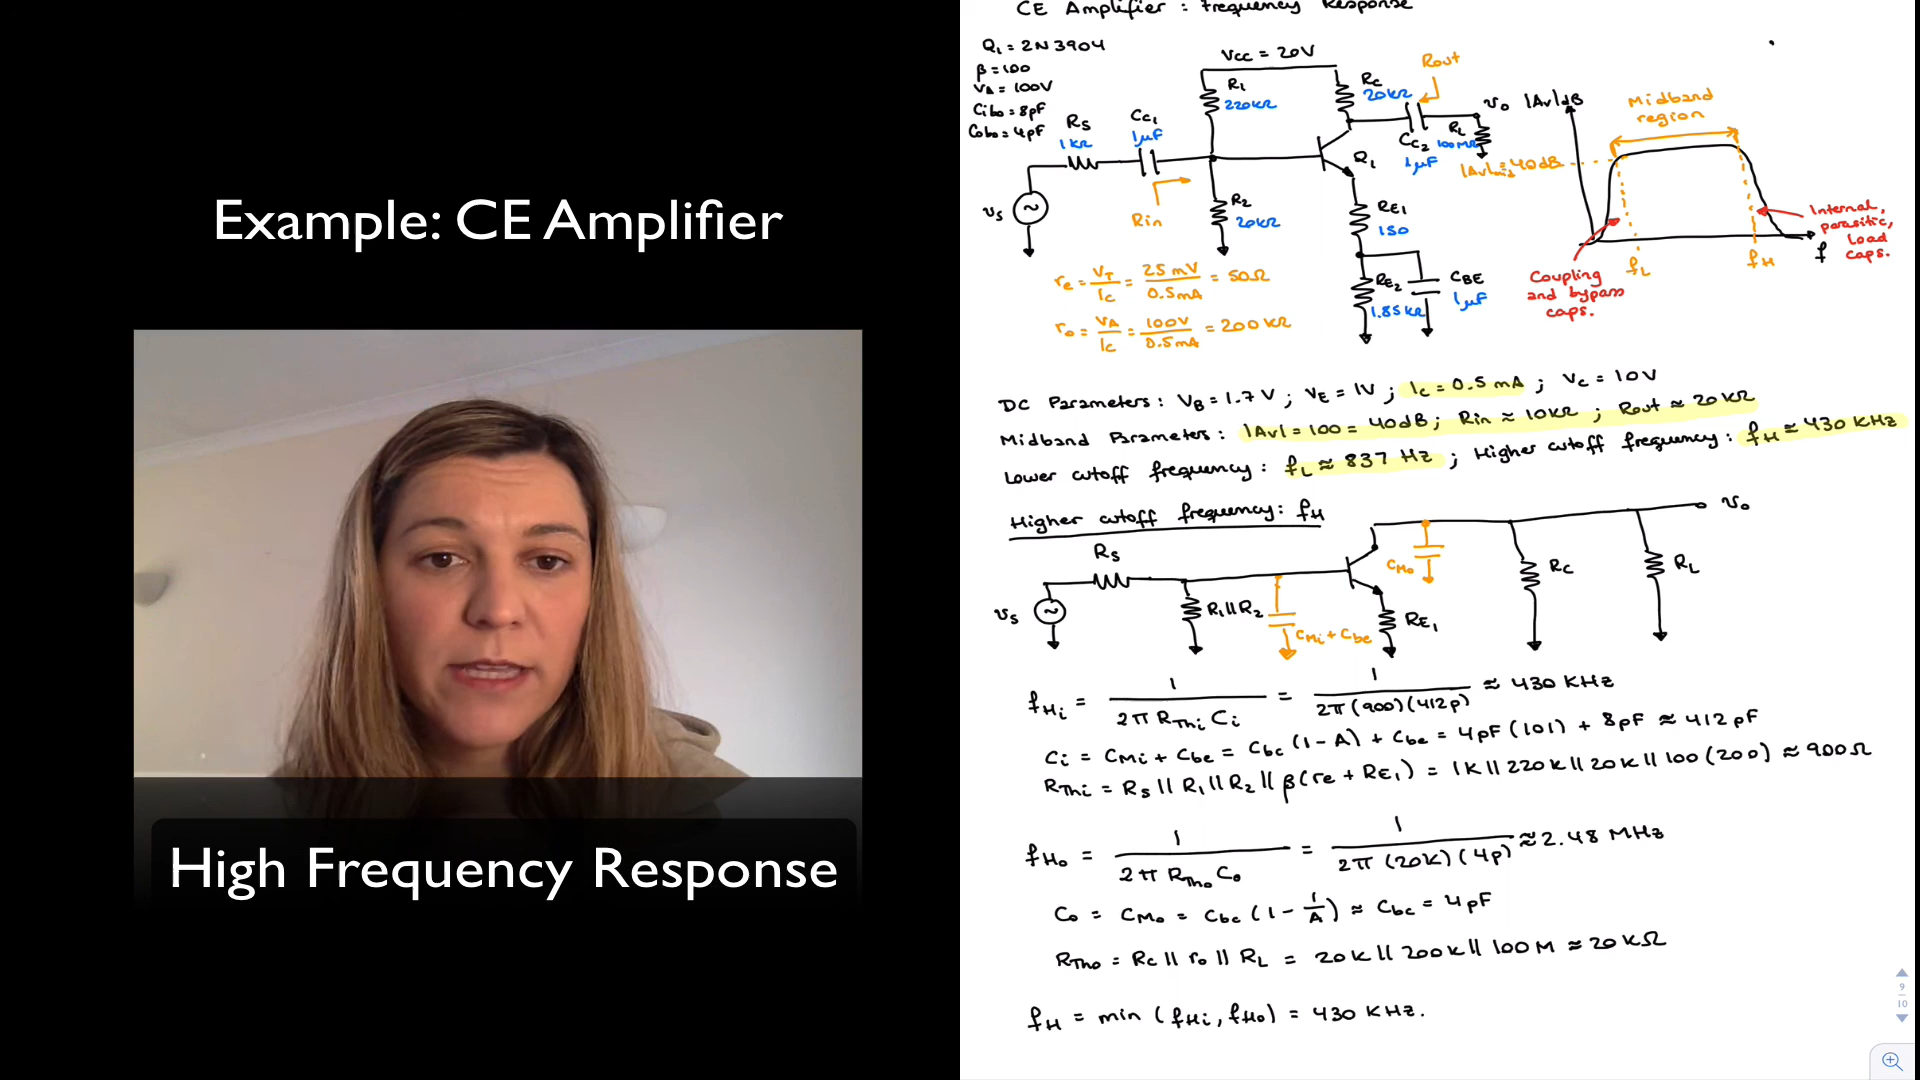 Example: CE Amplifier
High Frequency Response
CE Amplifier : Frequency Response
Q₁ = 2N3904
β = 100
VA = 100V
Cibo = 8pF
Cobo = 4pF
Vcc = 20V
R₁
220kΩ
Rc
20kΩ
Rout
Rs
1kΩ
Cc₁
1μF
Cc₂
1μF
RL
100MΩ
vo
Q₁
vs
Rin
R₂
20kΩ
RE₁
150
RE₂
1.85kΩ
CBE
1μF
re = VT/Ic = 25mV/0.5mA = 50Ω
ro = VA/Ic = 100V/0.5mA = 200kΩ
|Av|dB
Midband
region
|Av|mid = 40dB
Internal,
parasitic,
load
caps.
Coupling
and bypass
caps.
fL
fH
f
DC Parameters: VB = 1.7V ; VE = 1V ; Ic = 0.5mA ; Vc = 10V
Midband Parameters: |Av| = 100 = 40dB ; Rin ≈ 10kΩ ; Rout ≈ 20kΩ
Lower cutoff frequency: fL ≈ 837 Hz ; Higher cutoff frequency: fH ≈ 430 KHz
Higher cutoff frequency: fH
vo
Rs
vs
R₁||R₂
CMi + Cbe
CMo
RE₁
Rc
RL
fHi = 1/(2π RThi Ci) = 1/(2π(900)(412p)) ≈ 430 KHz
Ci = CMi + Cbe = Cbc (1 - A) + Cbe = 4pF (101) + 8pF ≈ 412pF
RThi = Rs || R₁ || R₂ || β(re + RE₁) = 1K || 220K || 20K || 100(200) ≈ 900Ω
fHo = 1/(2π RTho Co) = 1/(2π(20K)(4p)) ≈ 2.48 MHz
Co = CMo = Cbc (1 - 1/A) ≈ Cbc = 4pF
RTho = Rc || ro || RL = 20K || 200K || 100M ≈ 20KΩ
fH = min (fHi, fHo) = 430 KHz.
9
10